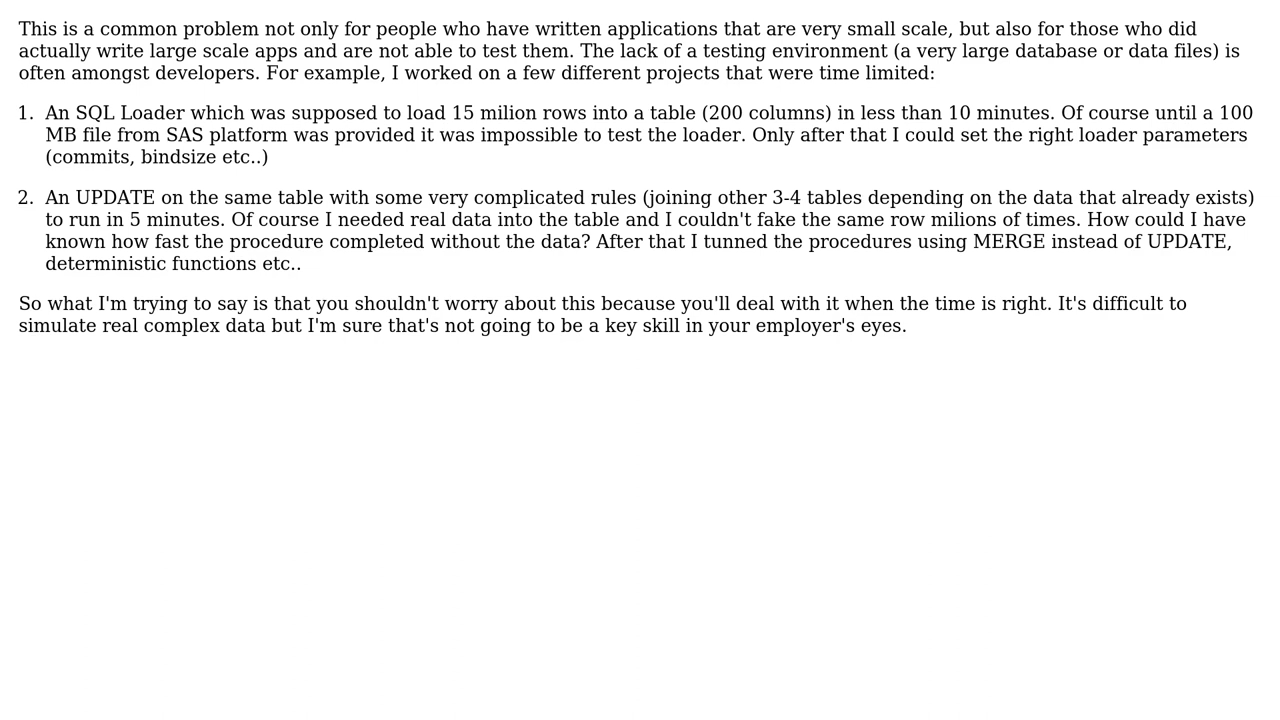 This is a common problem not only for people who have written applications that are very small scale, but also for those who did
actually write large scale apps and are not able to test them. The lack of a testing environment (a very large database or data files) is
often amongst developers. For example, I worked on a few different projects that were time limited:
1. An SQL Loader which was supposed to load 15 milion rows into a table (200 columns) in less than 10 minutes. Of course until a 100
MB file from SAS platform was provided it was impossible to test the loader. Only after that I could set the right loader parameters
(commits, bindsize etc..)
2. An UPDATE on the same table with some very complicated rules (joining other 3-4 tables depending on the data that already exists)
to run in 5 minutes. Of course I needed real data into the table and I couldn't fake the same row milions of times. How could I have
known how fast the procedure completed without the data? After that I tunned the procedures using MERGE instead of UPDATE,
deterministic functions etc..
So what I'm trying to say is that you shouldn't worry about this because you'll deal with it when the time is right. It's difficult to
simulate real complex data but I'm sure that's not going to be a key skill in your employer's eyes.